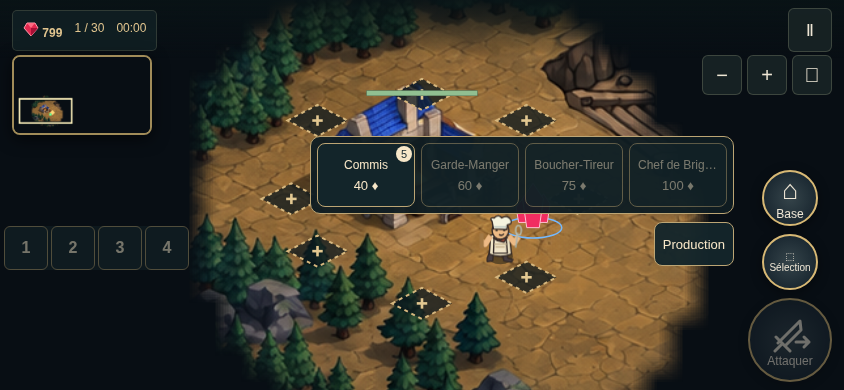 799
1 / 30
00:00
Commis
5
40 ♦
Garde-Manger
60 ♦
Boucher-Tireur
75 ♦
Chef de Brig…
100 ♦
Production
Base
Sélection
Attaquer
1
2
3
4